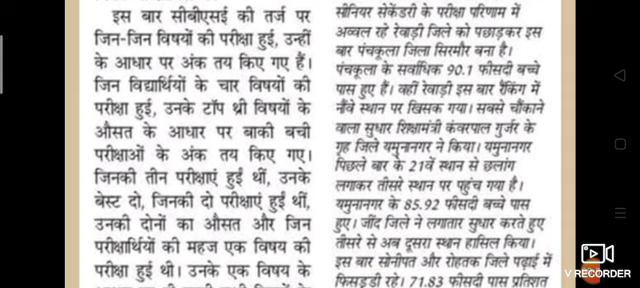 इस बार सीबीएसई की तर्ज पर
जिन-जिन विषयों की परीक्षा हुई, उन्हीं
के आधार पर अंक तय किए गए हैं।
जिन विद्यार्थियों के चार विषयों की
परीक्षा हुई, उनके टॉप थ्री विषयों के
औसत के आधार पर बाकी बची
परीक्षाओं के अंक तय किए गए।
जिनकी तीन परीक्षाएं हुईं थीं, उनके
बेस्ट दो, जिनकी दो परीक्षाएं हुईं थीं,
उनकी दोनों का औसत और जिन
परीक्षार्थियों की महज एक विषय की
परीक्षा हुई थी। उनके एक विषय के
सीनियर सेकेंडरी के परीक्षा परिणाम में
अव्वल रहे रेवाड़ी जिले को पछाड़कर इस
बार पंचकूला जिला सिरमौर बना है।
पंचकूला के सर्वाधिक 90.1 फीसदी बच्चे
पास हुए हैं। वहीं रेवाड़ी इस बार रैंकिंग में
नौंवे स्थान पर खिसक गया। सबसे चौंकाने
वाला सुधार शिक्षामंत्री कंवरपाल गुर्जर के
गृह जिले यमुनानगर ने किया। यमुनानगर
पिछले बार के 21वें स्थान से छलांग
लगाकर तीसरे स्थान पर पहुंच गया है।
यमुनानगर के 85.92 फीसदी बच्चे पास
हुए। जींद जिले ने लगातार सुधार करते हुए
तीसरे से अब दूसरा स्थान हासिल किया।
इस बार सोनीपत और रोहतक जिले पढ़ाई में
फिसड्डी रहे। 71.83 फीसदी पास प्रतिशत
V RECORDER